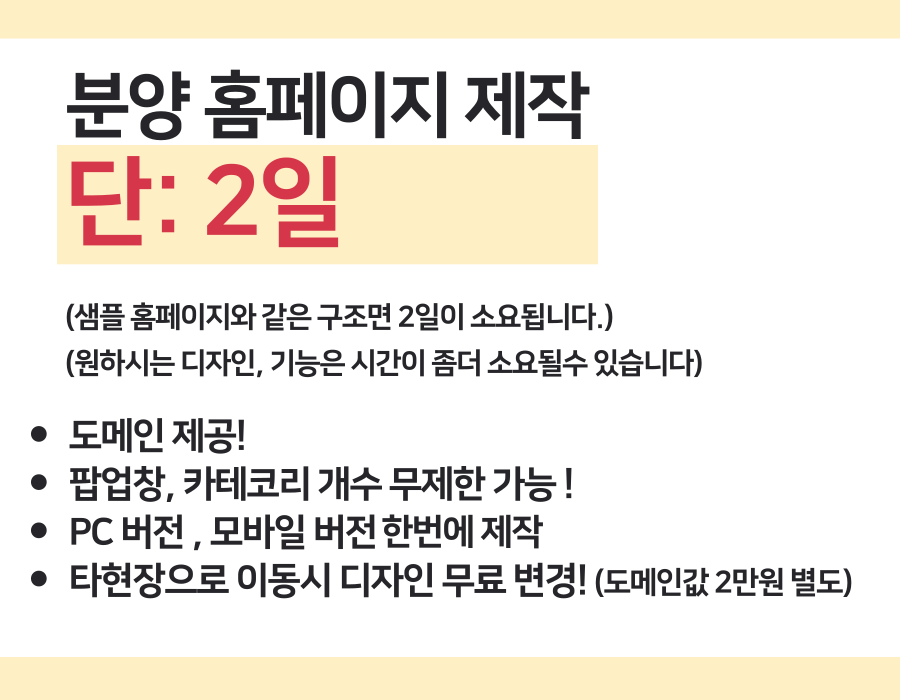 분양 홈페이지 제작
단: 2일
(샘플 홈페이지와 같은 구조면 2일이 소요됩니다.)
(원하시는 디자인, 기능은 시간이 좀더 소요될수 있습니다)
• 도메인 제공!
• 팝업창, 카테코리 개수 무제한 가능 !
• PC 버전 , 모바일 버전 한번에 제작
• 타현장으로 이동시 디자인 무료 변경! (도메인값 2만원 별도)